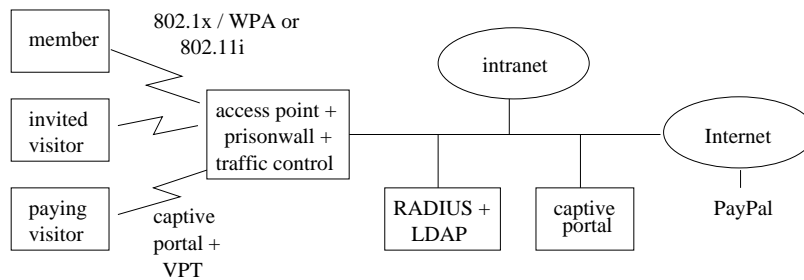 member
802.1x / WPA or
802.11i
invited
visitor
paying
visitor
captive
portal +
VPT
access point +
prisonwall +
traffic control
intranet
Internet
RADIUS +
LDAP
captive
portal
PayPal